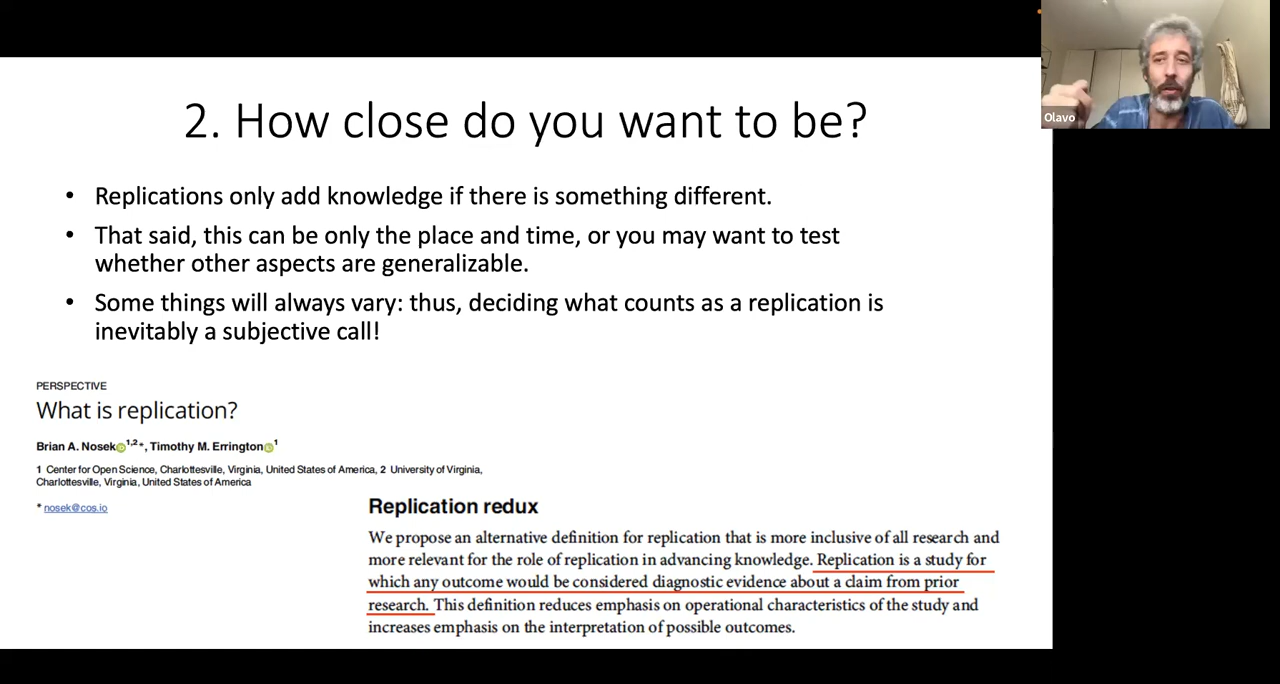 2. How close do you want to be?
• Replications only add knowledge if there is something different.
• That said, this can be only the place and time, or you may want to test
whether other aspects are generalizable.
• Some things will always vary: thus, deciding what counts as a replication is
inevitably a subjective call!
PERSPECTIVE
What is replication?
Brian A. Nosek 1,2*, Timothy M. Errington 1
1 Center for Open Science, Charlottesville, Virginia, United States of America, 2 University of Virginia,
Charlottesville, Virginia, United States of America
* nosek@cos.io
Replication redux
We propose an alternative definition for replication that is more inclusive of all research and
more relevant for the role of replication in advancing knowledge. Replication is a study for
which any outcome would be considered diagnostic evidence about a claim from prior
research. This definition reduces emphasis on operational characteristics of the study and
increases emphasis on the interpretation of possible outcomes.
Olavo